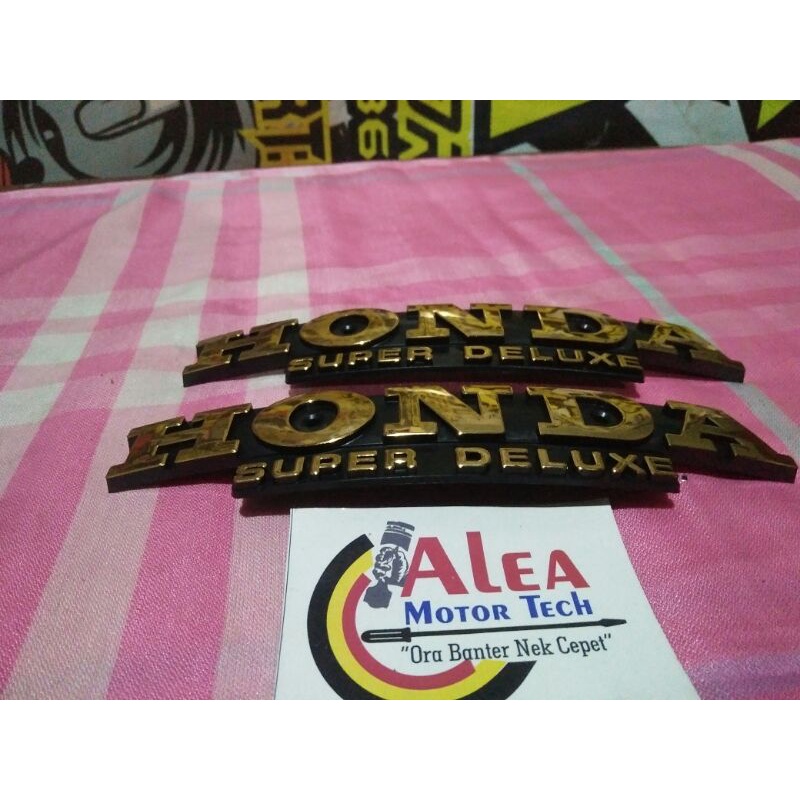 HONDA
SUPER DELUXE
HONDA
SUPER DELUXE
ALEA
MOTOR TECH
"Ora Banter Nek Cepet"